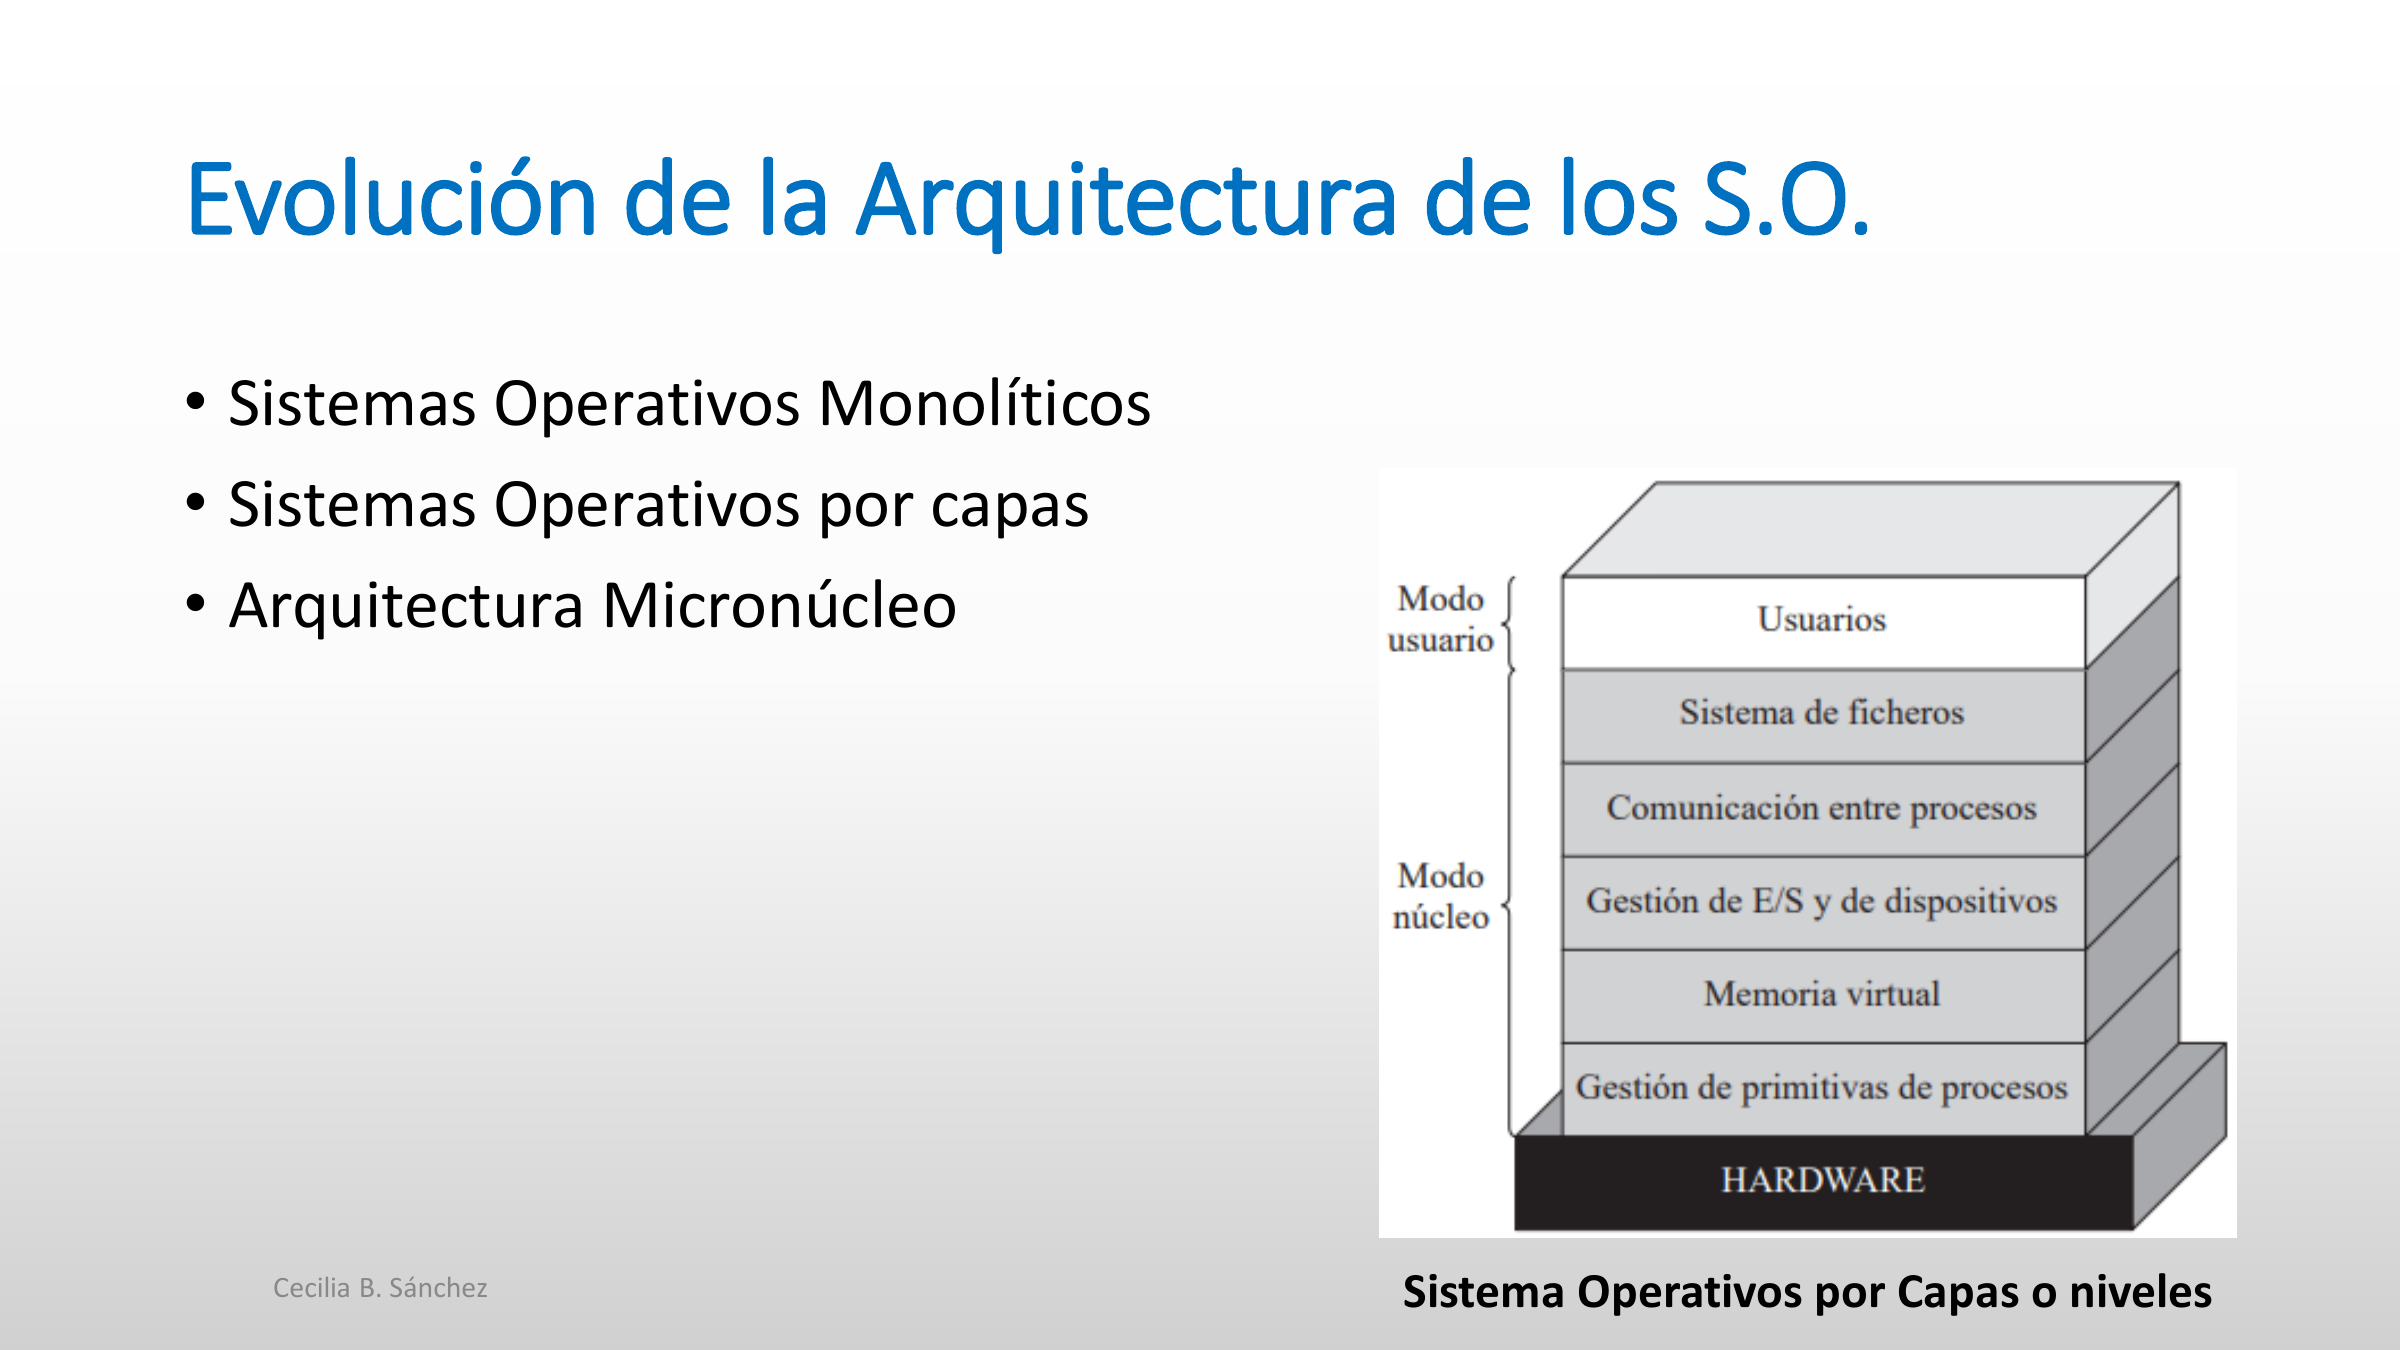 Evolución de la Arquitectura de los S.O.
• Sistemas Operativos Monolíticos
• Sistemas Operativos por capas
• Arquitectura Micronúcleo
Modo
usuario
Usuarios
Sistema de ficheros
Comunicación entre procesos
Modo
núcleo
Gestión de E/S y de dispositivos
Memoria virtual
Gestión de primitivas de procesos
HARDWARE
Cecilia B. Sánchez
Sistema Operativos por Capas o niveles